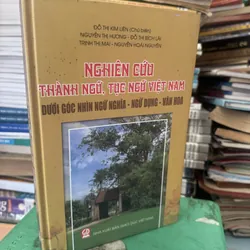 ĐỖ THỊ KIM LIÊN (Chủ biên)
NGUYỄN THỊ HƯƠNG - ĐỖ THỊ BÍCH LÀI
TRỊNH THỊ MAI - NGUYỄN HOÀI NGUYÊN
NGHIÊN CỨU
THÀNH NGỮ, TỤC NGỮ VIỆT NAM
DƯỚI GÓC NHÌN NGỮ NGHĨA - NGỮ DỤNG - VĂN HOÁ